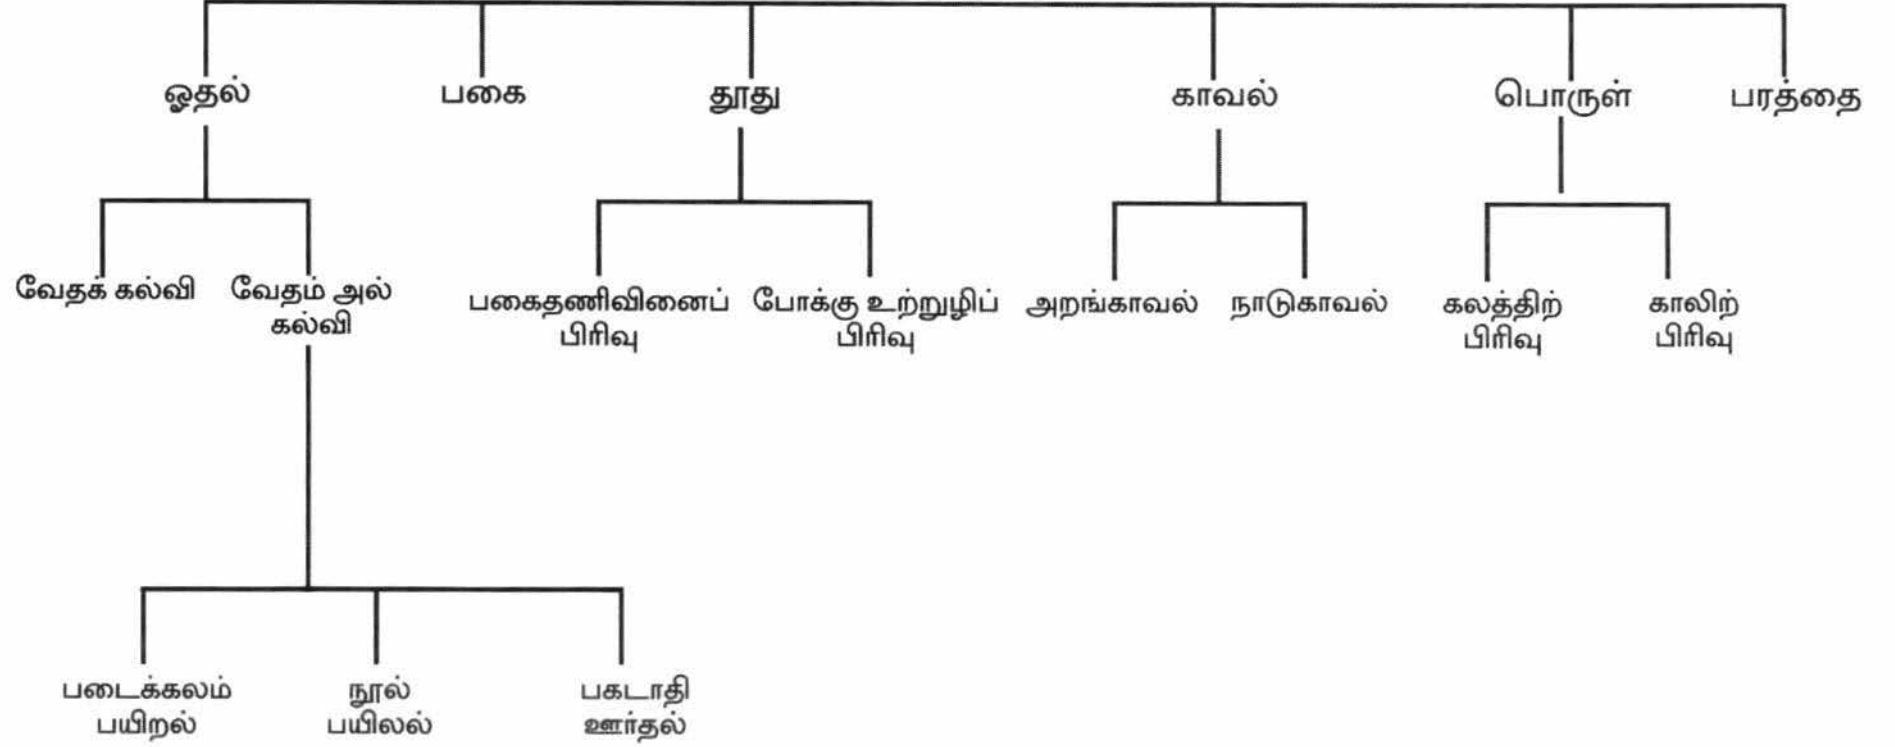 ஓதல் பகை தூது காவல் பொருள் பரத்தை
வேதக் கல்வி
வேதம் அல்
கல்வி
பகைதணிவினைப்
பிரிவு
போக்கு உற்றுழிப்
பிரிவு
அறங்காவல்
நாடுகாவல்
கலத்திற்
பிரிவு
காலிற்
பிரிவு
படைக்கலம்
பயிறல்
நூல்
பயிலல்
பகடாதி
ஊர்தல்